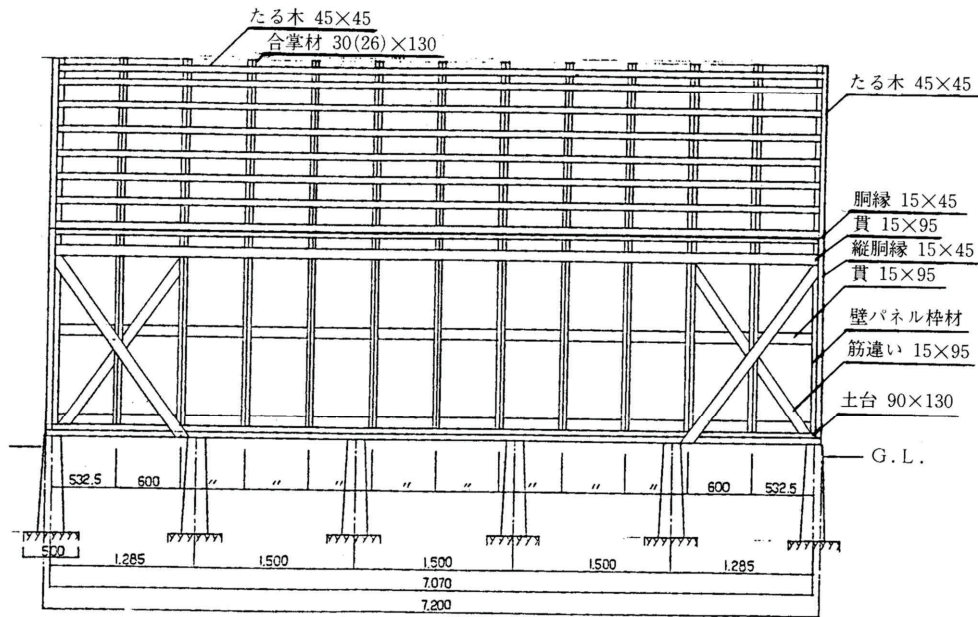 たる木 45×45
合掌材 30(26)×130
たる木 45×45
胴縁 15×45
貫 15×95
縦胴縁 15×45
貫 15×95
壁パネル枠材
筋違い 15×95
土台 90×130
G.L.
532.5 600 〃 〃 〃 〃 〃 〃 〃 〃 600 532.5
500
1.285 1.500 1.500 1.500 1.285
7.070
7.200